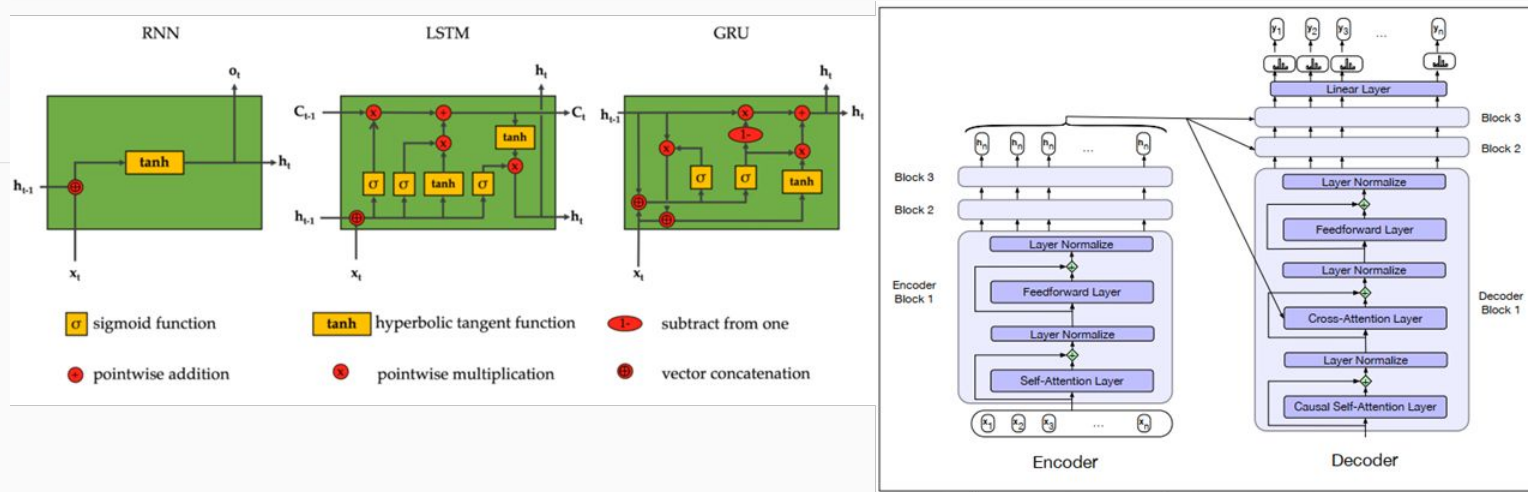 RNN
LSTM
GRU
oₜ
hₜ
hₜ
Cₜ₋₁
x
+
Cₜ
hₜ₋₁
x
+
hₜ
tanh
1-
tanh
x
x
x
x
hₜ
hₜ₋₁
σ
σ
tanh
σ
σ
σ
tanh
hₜ₋₁
hₜ
xₜ
xₜ
xₜ
σ sigmoid function
tanh hyperbolic tangent function
1- subtract from one
+ pointwise addition
x pointwise multiplication
vector concatenation
hₙ hₙ hₙ ... hₙ
Block 3
Block 2
Layer Normalize
+
Feedforward Layer
Encoder
Block 1
Layer Normalize
+
Self-Attention Layer
x₁ x₂ x₃ ... xₙ
Encoder
y₁ y₂ y₃ ... yₙ
Linear Layer
Block 3
Block 2
Layer Normalize
+
Feedforward Layer
Layer Normalize
+
Decoder
Block 1
Cross-Attention Layer
Layer Normalize
+
Causal Self-Attention Layer
Decoder